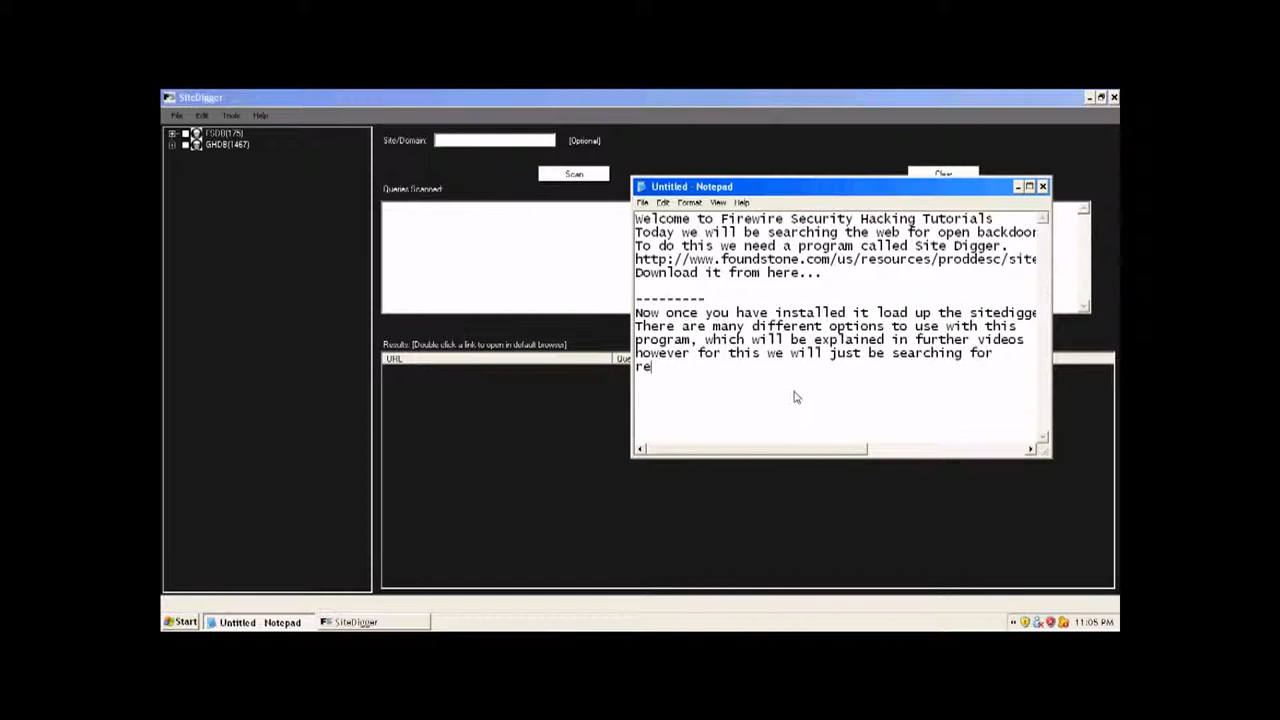 SiteDigger
File Edit Tools Help
FSDB(175)
GHDB(1467)
Site/Domain: [Optional]
Scan
Clear
Queries Scanned:
Results: [Double click a link to open in default browser]
URL
Untitled - Notepad
File Edit Format View Help
Welcome to Firewire Security Hacking Tutorials
Today we will be searching the web for open backdoor
To do this we need a program called Site Digger.
http://www.foundstone.com/us/resources/proddesc/site
Download it from here...
---------
Now once you have installed it load up the sitedigge
There are many different options to use with this
program, which will be explained in further videos
however for this we will just be searching for
re
Start Untitled - Notepad SiteDigger 11:05 PM